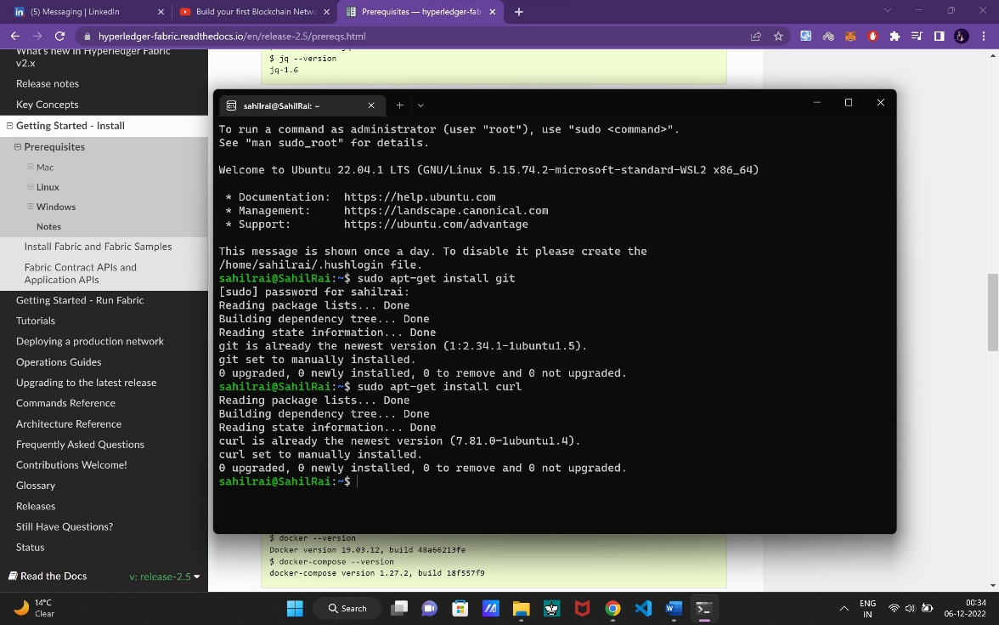 (5) Messaging | LinkedIn
Build your first Blockchain Netwo
Prerequisites — hyperledger-fab
hyperledger-fabric.readthedocs.io/en/release-2.5/prereqs.html
What's new in Hyperledger Fabric
v2.x
Release notes
Key Concepts
Getting Started - Install
Prerequisites
Mac
Linux
Windows
Notes
Install Fabric and Fabric Samples
Fabric Contract APIs and
Application APIs
Getting Started - Run Fabric
Tutorials
Deploying a production network
Operations Guides
Upgrading to the latest release
Commands Reference
Architecture Reference
Frequently Asked Questions
Contributions Welcome!
Glossary
Releases
Still Have Questions?
Status
Read the Docs
v: release-2.5
$ jq --version
jq-1.6
sahilrai@SahilRai: ~
To run a command as administrator (user "root"), use "sudo <command>".
See "man sudo_root" for details.
Welcome to Ubuntu 22.04.1 LTS (GNU/Linux 5.15.74.2-microsoft-standard-WSL2 x86_64)
* Documentation: https://help.ubuntu.com
* Management: https://landscape.canonical.com
* Support: https://ubuntu.com/advantage
This message is shown once a day. To disable it please create the
/home/sahilrai/.hushlogin file.
sahilrai@SahilRai:~$ sudo apt-get install git
[sudo] password for sahilrai:
Reading package lists... Done
Building dependency tree... Done
Reading state information... Done
git is already the newest version (1:2.34.1-1ubuntu1.5).
git set to manually installed.
0 upgraded, 0 newly installed, 0 to remove and 0 not upgraded.
sahilrai@SahilRai:~$ sudo apt-get install curl
Reading package lists... Done
Building dependency tree... Done
Reading state information... Done
curl is already the newest version (7.81.0-1ubuntu1.4).
curl set to manually installed.
0 upgraded, 0 newly installed, 0 to remove and 0 not upgraded.
sahilrai@SahilRai:~$
$ docker --version
Docker version 19.03.12, build 48a66213fe
$ docker-compose --version
docker-compose version 1.27.2, build 18f557f9
14°C
Clear
Search
ENG
IN
00:34
06-12-2022